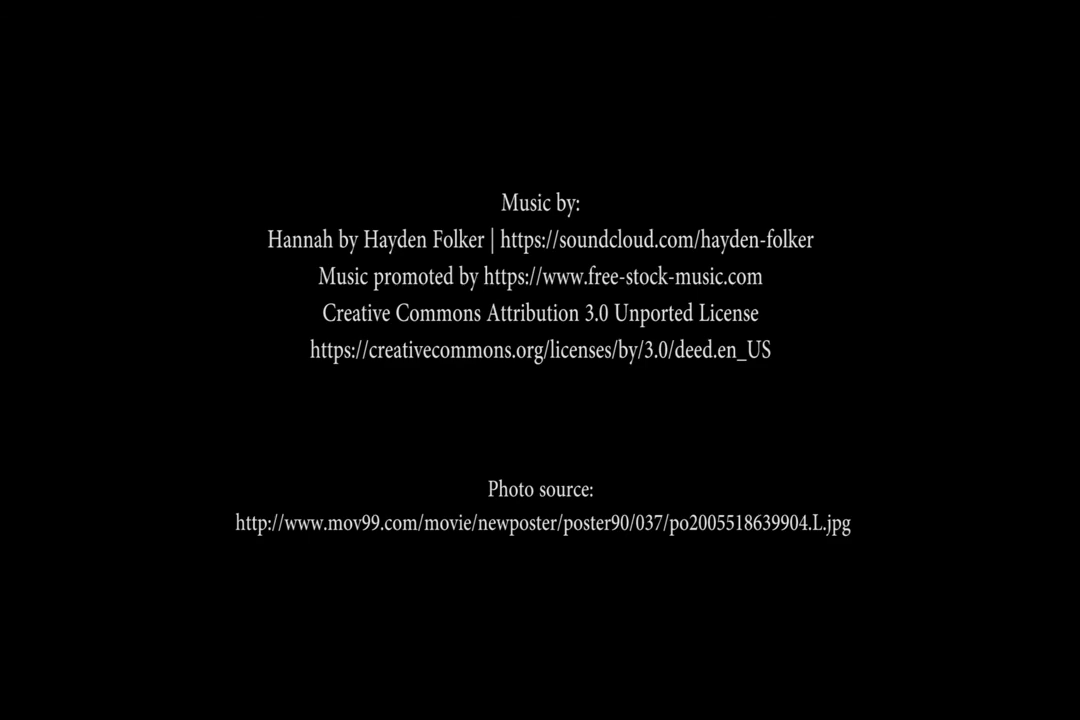 Music by:
Hannah by Hayden Folker | https://soundcloud.com/hayden-folker
Music promoted by https://www.free-stock-music.com
Creative Commons Attribution 3.0 Unported License
https://creativecommons.org/licenses/by/3.0/deed.en_US
Photo source:
http://www.mov99.com/movie/newposter/poster90/037/po2005518639904.L.jpg